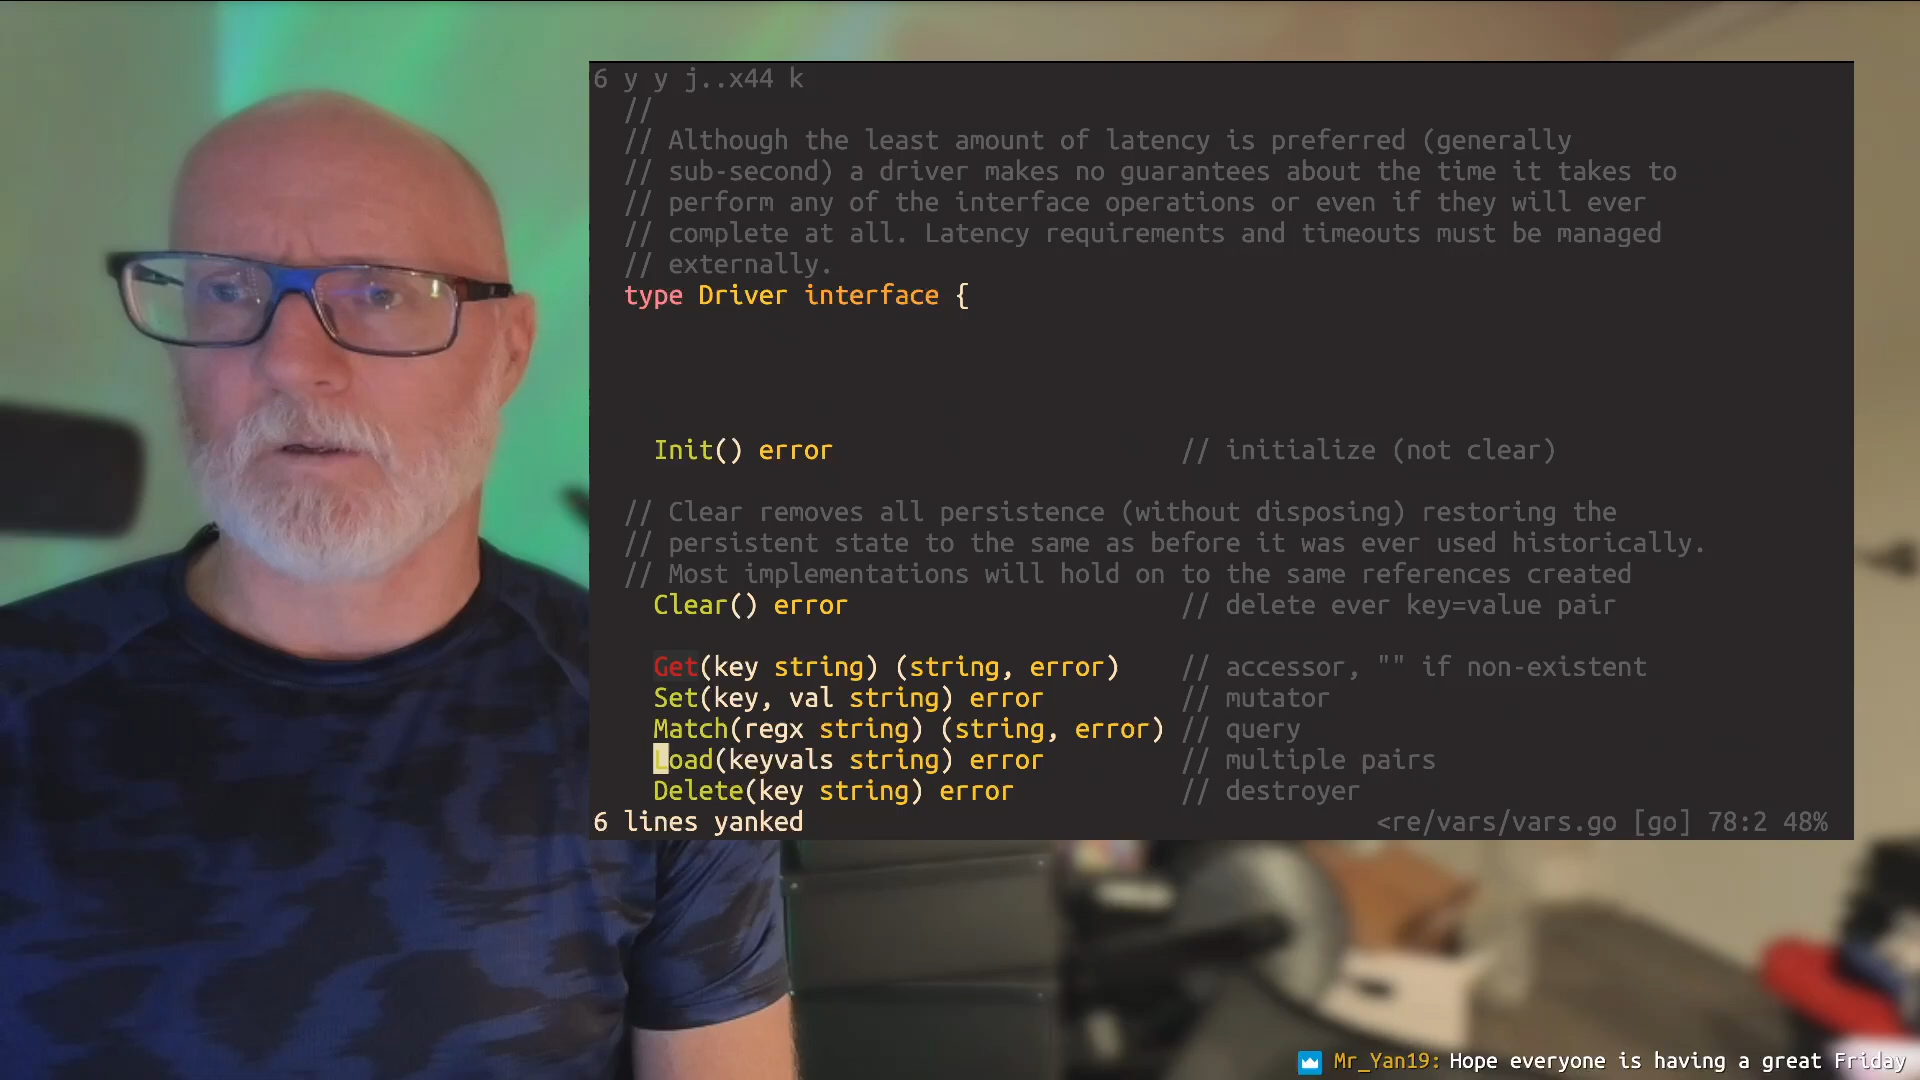 6 y y j..x44 k
//
// Although the least amount of latency is preferred (generally
// sub-second) a driver makes no guarantees about the time it takes to
// perform any of the interface operations or even if they will ever
// complete at all. Latency requirements and timeouts must be managed
// externally.
type Driver interface {
Init() error // initialize (not clear)
// Clear removes all persistence (without disposing) restoring the
// persistent state to the same as before it was ever used historically.
// Most implementations will hold on to the same references created
Clear() error // delete ever key=value pair
Get(key string) (string, error) // accessor, "" if non-existent
Set(key, val string) error // mutator
Match(regx string) (string, error) // query
Load(keyvals string) error // multiple pairs
Delete(key string) error // destroyer
6 lines yanked <re/vars/vars.go [go] 78:2 48%
Mr_Yan19: Hope everyone is having a great Friday